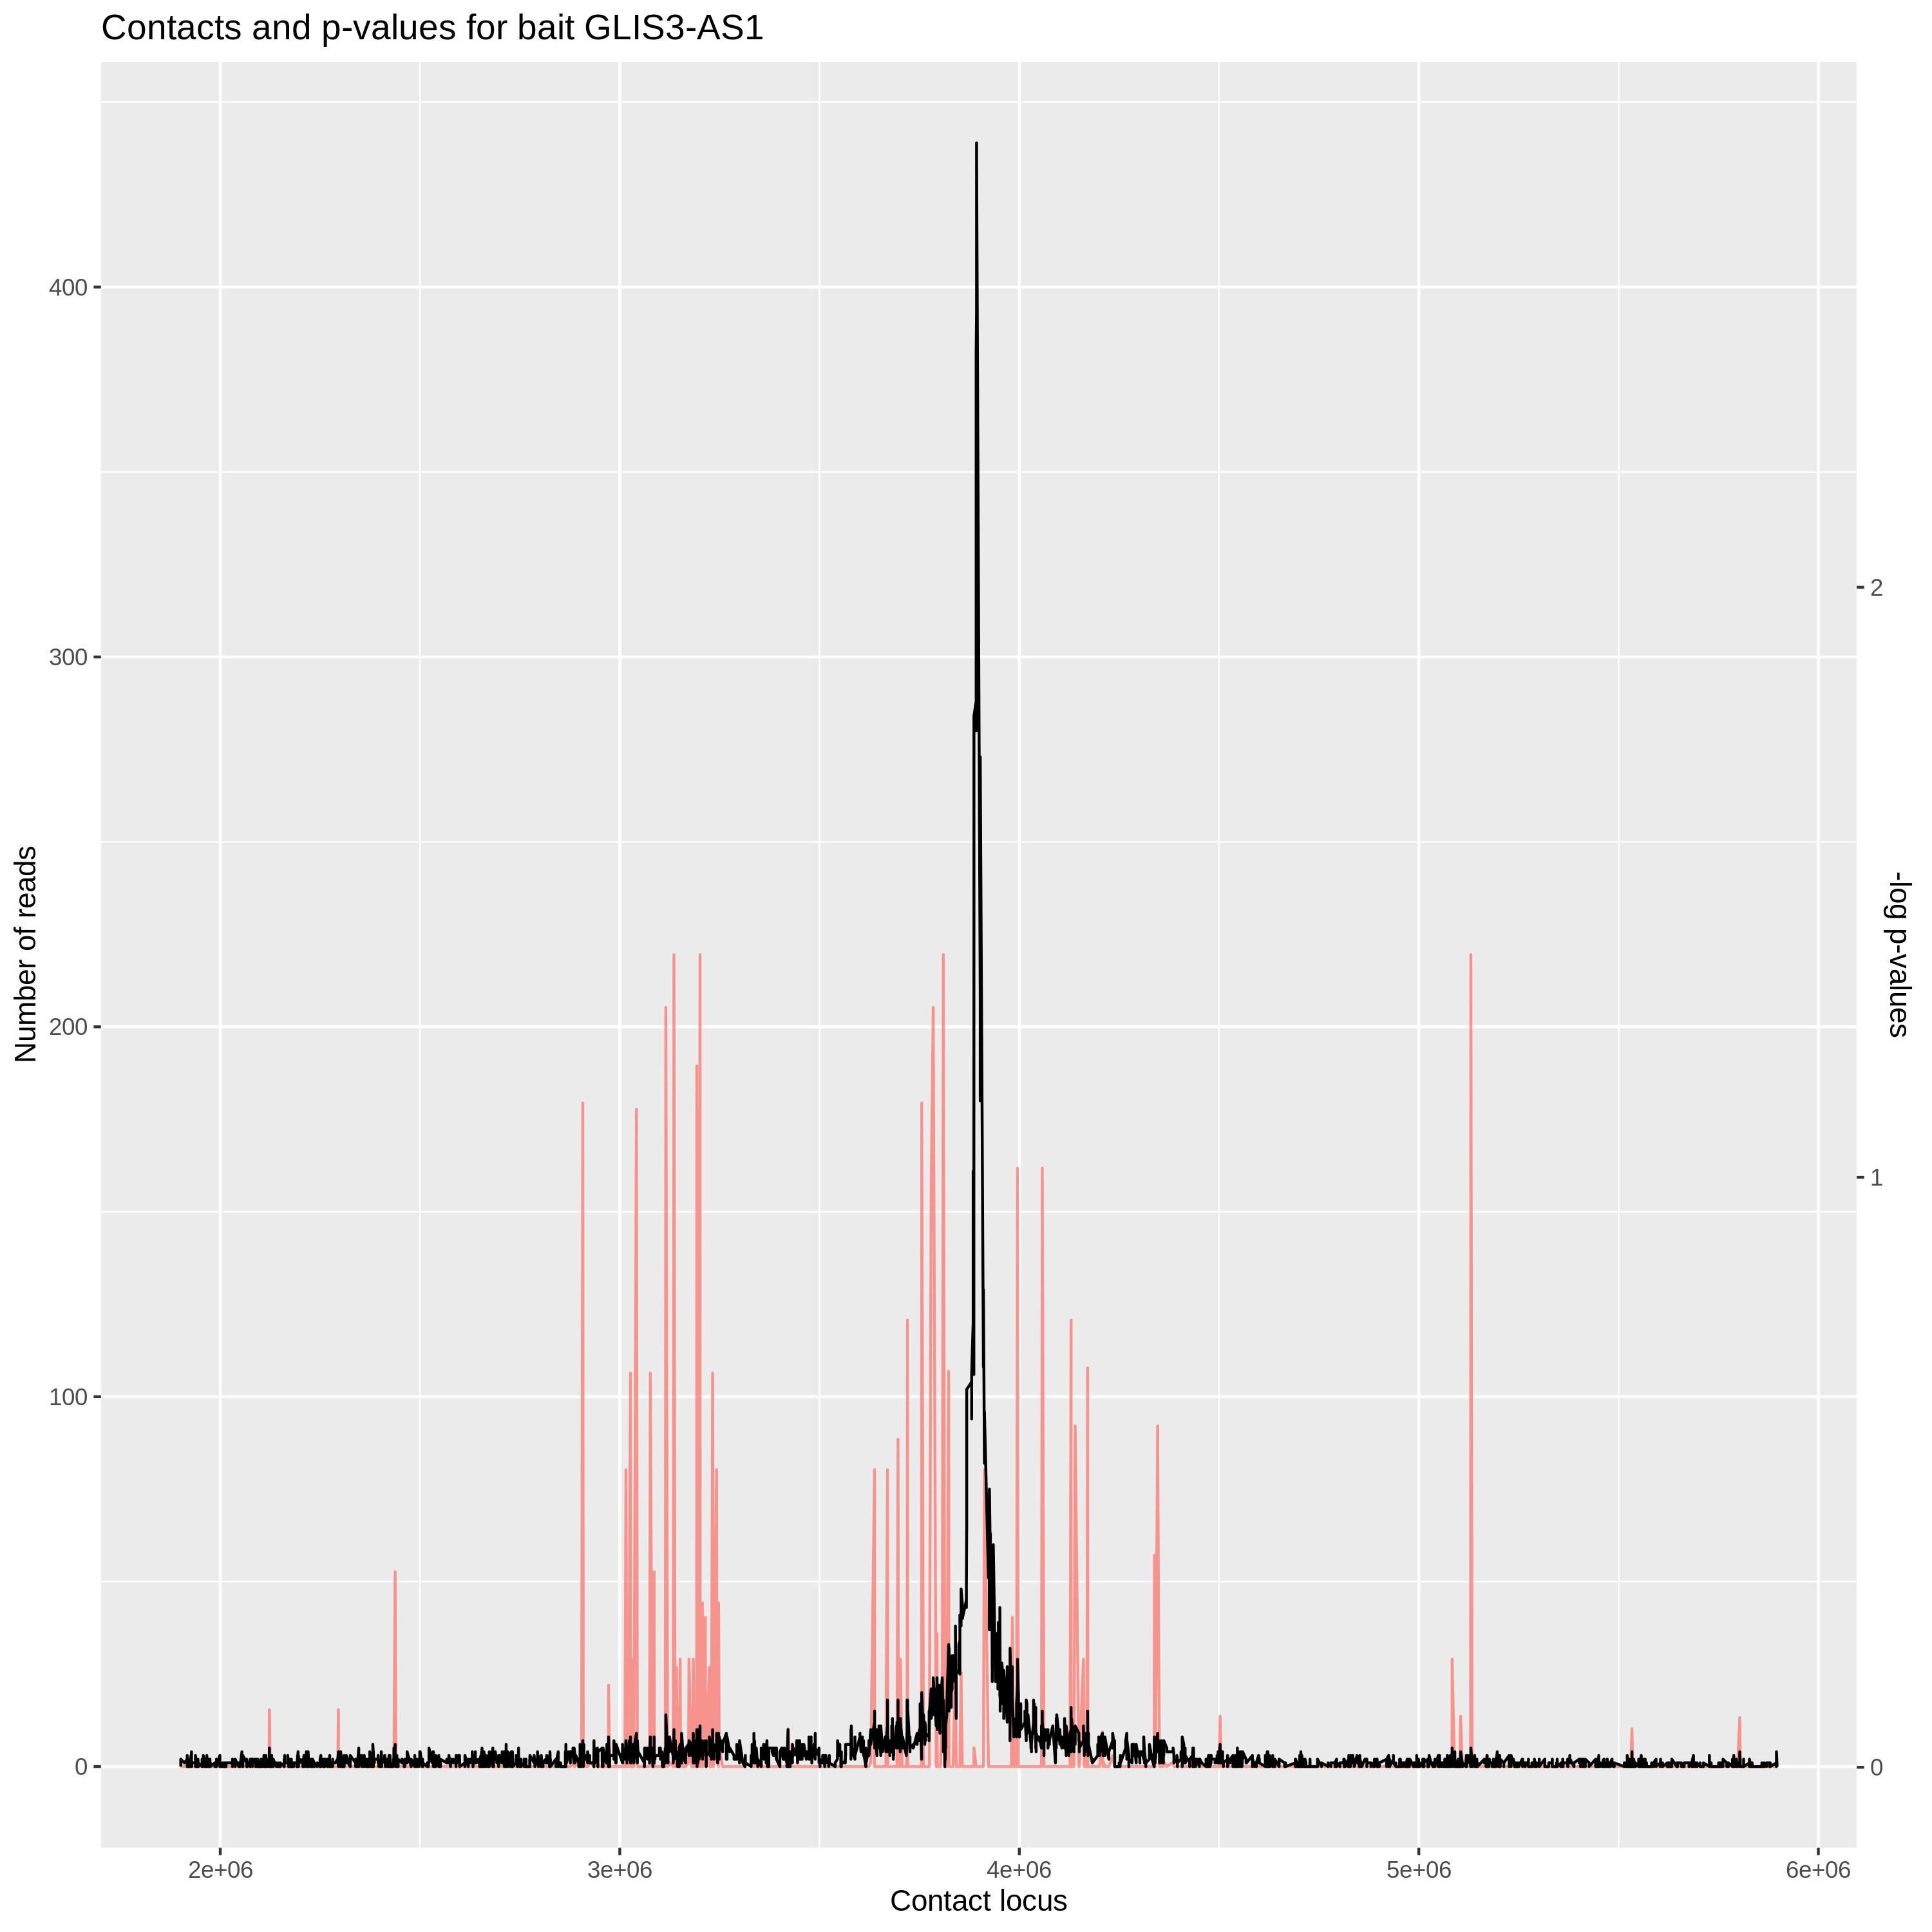 Contacts and p-values for bait GLIS3-AS1
400
300
200
100
0
Number of reads
2
1
0
-log p-values
2e+06
3e+06
4e+06
5e+06
6e+06
Contact locus